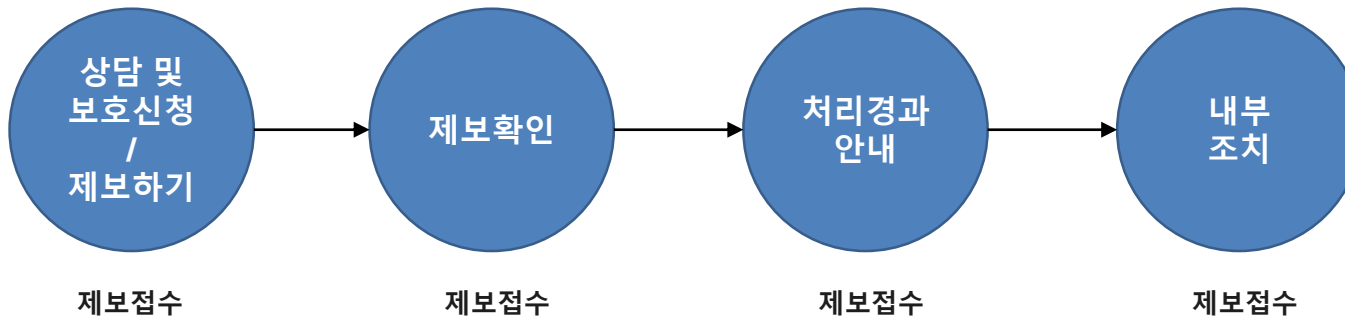 상담 및
보호신청
/
제보하기
제보확인
처리경과
안내
내부
조치
제보접수
제보접수
제보접수
제보접수